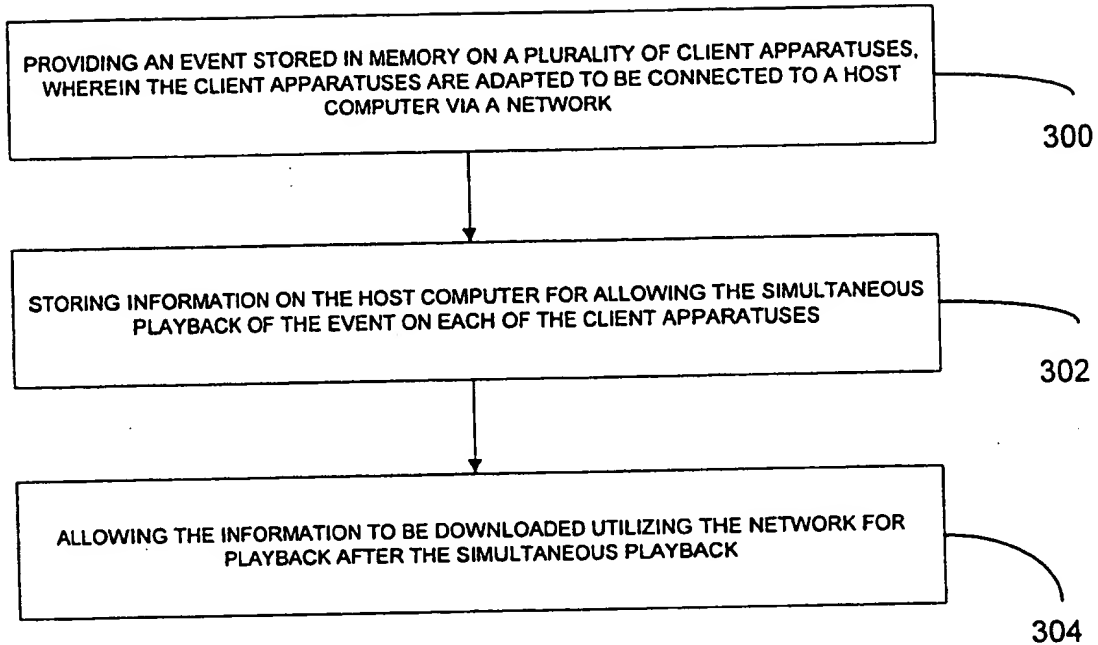 PROVIDING AN EVENT STORED IN MEMORY ON A PLURALITY OF CLIENT APPARATUSES,
WHEREIN THE CLIENT APPARATUSES ARE ADAPTED TO BE CONNECTED TO A HOST
COMPUTER VIA A NETWORK
300
STORING INFORMATION ON THE HOST COMPUTER FOR ALLOWING THE SIMULTANEOUS
PLAYBACK OF THE EVENT ON EACH OF THE CLIENT APPARATUSES
302
ALLOWING THE INFORMATION TO BE DOWNLOADED UTILIZING THE NETWORK FOR
PLAYBACK AFTER THE SIMULTANEOUS PLAYBACK
304